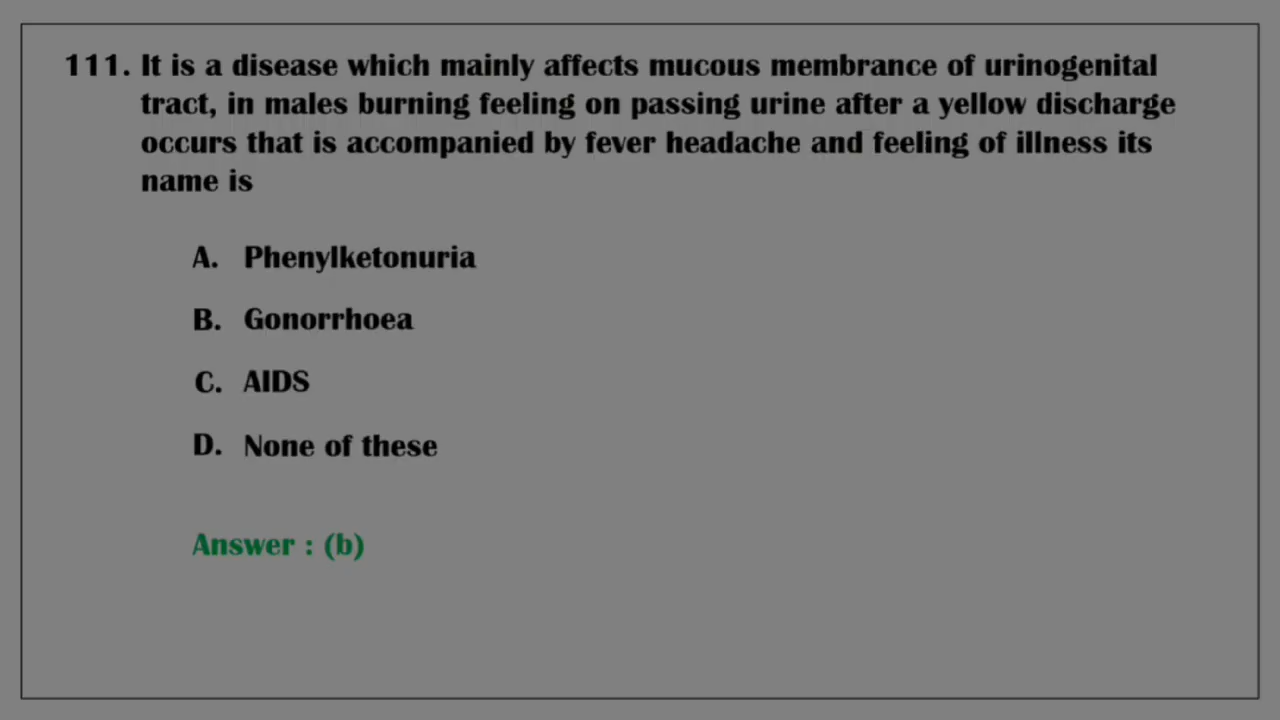 111. It is a disease which mainly affects mucous membrance of urinogenital
tract, in males burning feeling on passing urine after a yellow discharge
occurs that is accompanied by fever headache and feeling of illness its
name is
A. Phenylketonuria
B. Gonorrhoea
C. AIDS
D. None of these
Answer : (b)